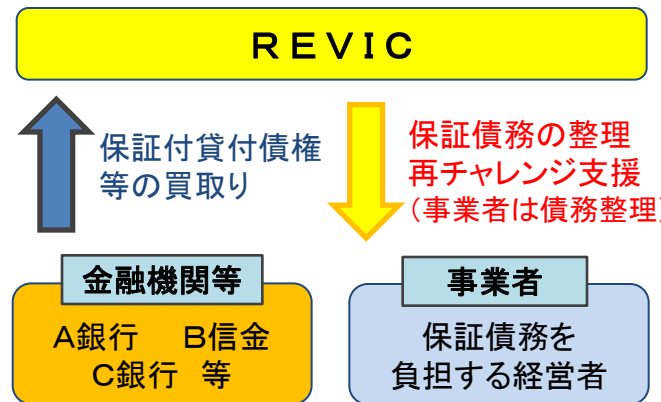 ＲＥＶＩＣ
保証付貸付債権
等の買取り
保証債務の整理
再チャレンジ支援
（事業者は債務整理）
金融機関等
A銀行　B信金
C銀行 等
事業者
保証債務を
負担する経営者